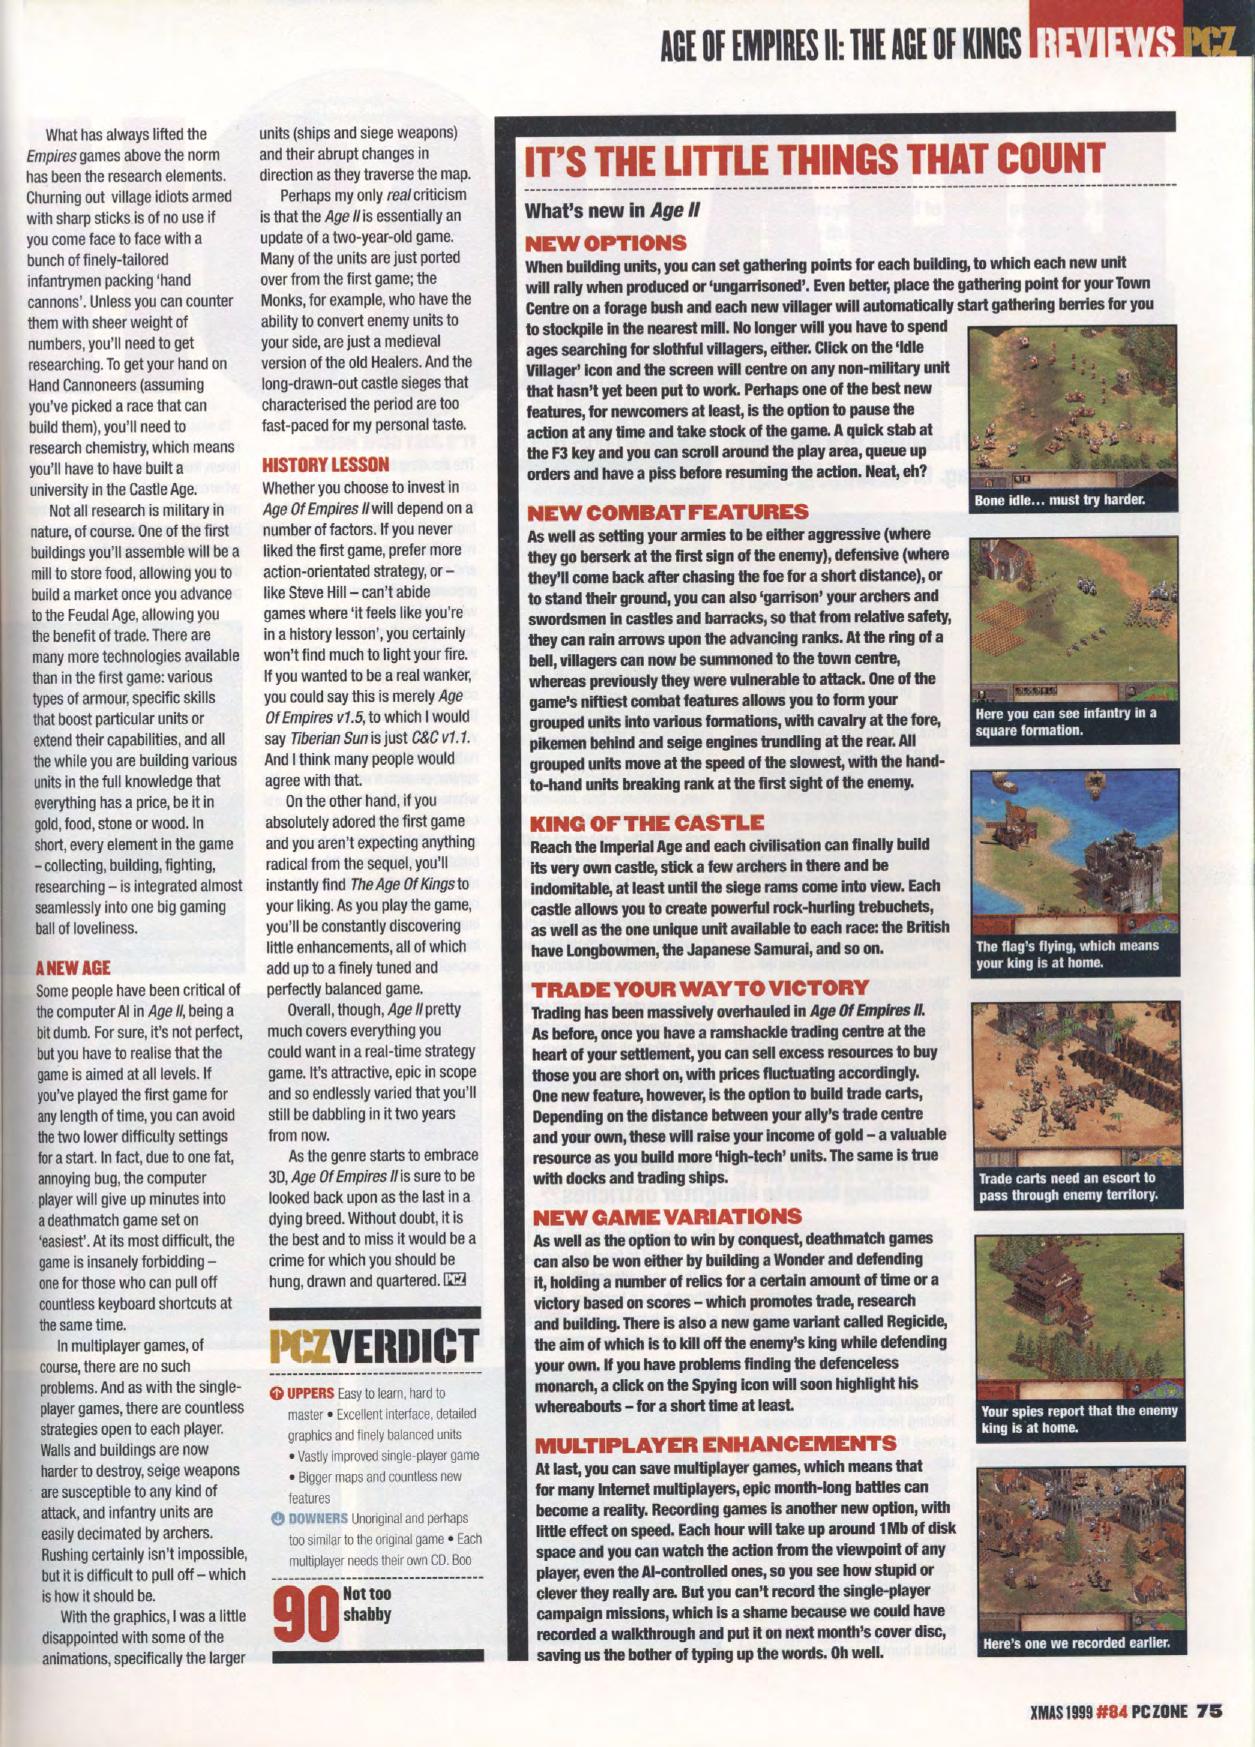 AGE OF EMPIRES II: THE AGE OF KINGS REVIEWS PCZ
What has always lifted the
Empires games above the norm
has been the research elements.
Churning out village idiots armed
with sharp sticks is of no use if
you come face to face with a
bunch of finely-tailored
infantrymen packing 'hand
cannons'. Unless you can counter
them with sheer weight of
numbers, you'll need to get
researching. To get your hand on
Hand Cannoneers (assuming
you've picked a race that can
build them), you'll need to
research chemistry, which means
you'll have to have built a
university in the Castle Age.
Not all research is military in
nature, of course. One of the first
buildings you'll assemble will be a
mill to store food, allowing you to
build a market once you advance
to the Feudal Age, allowing you
the benefit of trade. There are
many more technologies available
than in the first game: various
types of armour, specific skills
that boost particular units or
extend their capabilities, and all
the while you are building various
units in the full knowledge that
everything has a price, be it in
gold, food, stone or wood. In
short, every element in the game
– collecting, building, fighting,
researching – is integrated almost
seamlessly into one big gaming
ball of loveliness.
A NEW AGE
Some people have been critical of
the computer AI in Age II, being a
bit dumb. For sure, it's not perfect,
but you have to realise that the
game is aimed at all levels. If
you've played the first game for
any length of time, you can avoid
the two lower difficulty settings
for a start. In fact, due to one fat,
annoying bug, the computer
player will give up minutes into
a deathmatch game set on
'easiest'. At its most difficult, the
game is insanely forbidding –
one for those who can pull off
countless keyboard shortcuts at
the same time.
In multiplayer games, of
course, there are no such
problems. And as with the single-
player games, there are countless
strategies open to each player.
Walls and buildings are now
harder to destroy, seige weapons
are susceptible to any kind of
attack, and infantry units are
easily decimated by archers.
Rushing certainly isn't impossible,
but it is difficult to pull off – which
is how it should be.
With the graphics, I was a little
disappointed with some of the
animations, specifically the larger
units (ships and siege weapons)
and their abrupt changes in
direction as they traverse the map.
Perhaps my only real criticism
is that the Age II is essentially an
update of a two-year-old game.
Many of the units are just ported
over from the first game; the
Monks, for example, who have the
ability to convert enemy units to
your side, are just a medieval
version of the old Healers. And the
long-drawn-out castle sieges that
characterised the period are too
fast-paced for my personal taste.
HISTORY LESSON
Whether you choose to invest in
Age Of Empires II will depend on a
number of factors. If you never
liked the first game, prefer more
action-orientated strategy, or –
like Steve Hill – can't abide
games where 'it feels like you're
in a history lesson', you certainly
won't find much to light your fire.
If you wanted to be a real wanker,
you could say this is merely Age
Of Empires v1.5, to which I would
say Tiberian Sun is just C&C v1.1.
And I think many people would
agree with that.
On the other hand, if you
absolutely adored the first game
and you aren't expecting anything
radical from the sequel, you'll
instantly find The Age Of Kings to
your liking. As you play the game,
you'll be constantly discovering
little enhancements, all of which
add up to a finely tuned and
perfectly balanced game.
Overall, though, Age II pretty
much covers everything you
could want in a real-time strategy
game. It's attractive, epic in scope
and so endlessly varied that you'll
still be dabbling in it two years
from now.
As the genre starts to embrace
3D, Age Of Empires II is sure to be
looked back upon as the last in a
dying breed. Without doubt, it is
the best and to miss it would be a
crime for which you should be
hung, drawn and quartered. PCZ
PCZVERDICT
UPPERS Easy to learn, hard to
master • Excellent interface, detailed
graphics and finely balanced units
• Vastly improved single-player game
• Bigger maps and countless new
features
DOWNERS Unoriginal and perhaps
too similar to the original game • Each
multiplayer needs their own CD. Boo
90 Not too
shabby
IT'S THE LITTLE THINGS THAT COUNT
What's new in Age II
NEW OPTIONS
When building units, you can set gathering points for each building, to which each new unit
will rally when produced or 'ungarrisoned'. Even better, place the gathering point for your Town
Centre on a forage bush and each new villager will automatically start gathering berries for you
to stockpile in the nearest mill. No longer will you have to spend
ages searching for slothful villagers, either. Click on the 'Idle
Villager' icon and the screen will centre on any non-military unit
that hasn't yet been put to work. Perhaps one of the best new
features, for newcomers at least, is the option to pause the
action at any time and take stock of the game. A quick stab at
the F3 key and you can scroll around the play area, queue up
orders and have a piss before resuming the action. Neat, eh?
NEW COMBAT FEATURES
As well as setting your armies to be either aggressive (where
they go berserk at the first sign of the enemy), defensive (where
they'll come back after chasing the foe for a short distance), or
to stand their ground, you can also 'garrison' your archers and
swordsmen in castles and barracks, so that from relative safety,
they can rain arrows upon the advancing ranks. At the ring of a
bell, villagers can now be summoned to the town centre,
whereas previously they were vulnerable to attack. One of the
game's niftiest combat features allows you to form your
grouped units into various formations, with cavalry at the fore,
pikemen behind and seige engines trundling at the rear. All
grouped units move at the speed of the slowest, with the hand-
to-hand units breaking rank at the first sight of the enemy.
KING OF THE CASTLE
Reach the Imperial Age and each civilisation can finally build
its very own castle, stick a few archers in there and be
indomitable, at least until the siege rams come into view. Each
castle allows you to create powerful rock-hurling trebuchets,
as well as the one unique unit available to each race: the British
have Longbowmen, the Japanese Samurai, and so on.
TRADE YOUR WAY TO VICTORY
Trading has been massively overhauled in Age Of Empires II.
As before, once you have a ramshackle trading centre at the
heart of your settlement, you can sell excess resources to buy
those you are short on, with prices fluctuating accordingly.
One new feature, however, is the option to build trade carts,
Depending on the distance between your ally's trade centre
and your own, these will raise your income of gold – a valuable
resource as you build more 'high-tech' units. The same is true
with docks and trading ships.
NEW GAME VARIATIONS
As well as the option to win by conquest, deathmatch games
can also be won either by building a Wonder and defending
it, holding a number of relics for a certain amount of time or a
victory based on scores – which promotes trade, research
and building. There is also a new game variant called Regicide,
the aim of which is to kill off the enemy's king while defending
your own. If you have problems finding the defenceless
monarch, a click on the Spying icon will soon highlight his
whereabouts – for a short time at least.
MULTIPLAYER ENHANCEMENTS
At last, you can save multiplayer games, which means that
for many Internet multiplayers, epic month-long battles can
become a reality. Recording games is another new option, with
little effect on speed. Each hour will take up around 1Mb of disk
space and you can watch the action from the viewpoint of any
player, even the AI-controlled ones, so you see how stupid or
clever they really are. But you can't record the single-player
campaign missions, which is a shame because we could have
recorded a walkthrough and put it on next month's cover disc,
saving us the bother of typing up the words. Oh well.
Bone idle... must try harder.
Here you can see infantry in a
square formation.
The flag's flying, which means
your king is at home.
Trade carts need an escort to
pass through enemy territory.
Your spies report that the enemy
king is at home.
Here's one we recorded earlier.
XMAS 1999 #84 PC ZONE 75